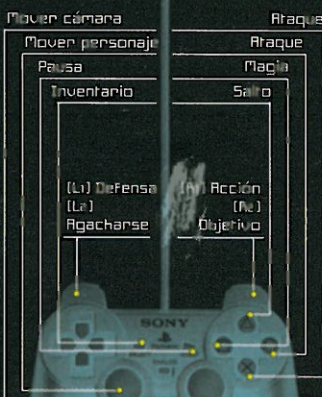 Mover cámara Ataque
Mover personaje Ataque
Pausa Magia
Inventario Salto
(L1) Defensa (R1) Acción
(L2) (R2)
Agacharse Objetivo
SONY